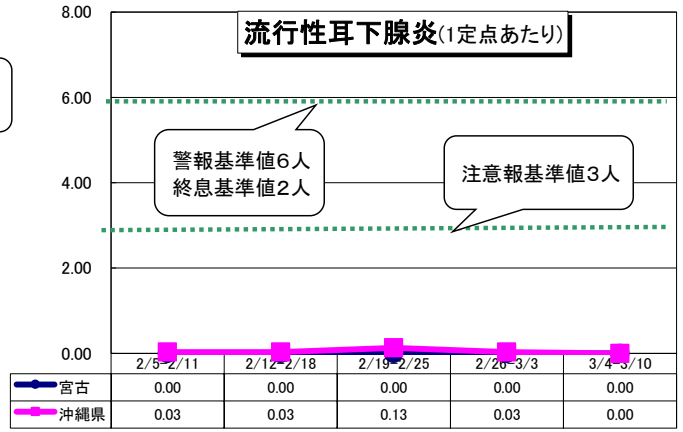 流行性耳下腺炎(1定点あたり)
8.00
6.00
4.00
2.00
0.00
警報基準値6人
終息基準値2人
注意報基準値3人
2/5-2/11 2/12-2/18 2/19-2/25 2/26-3/3 3/4-3/10
宮古 0.00 0.00 0.00 0.00 0.00
沖縄県 0.03 0.03 0.13 0.03 0.00